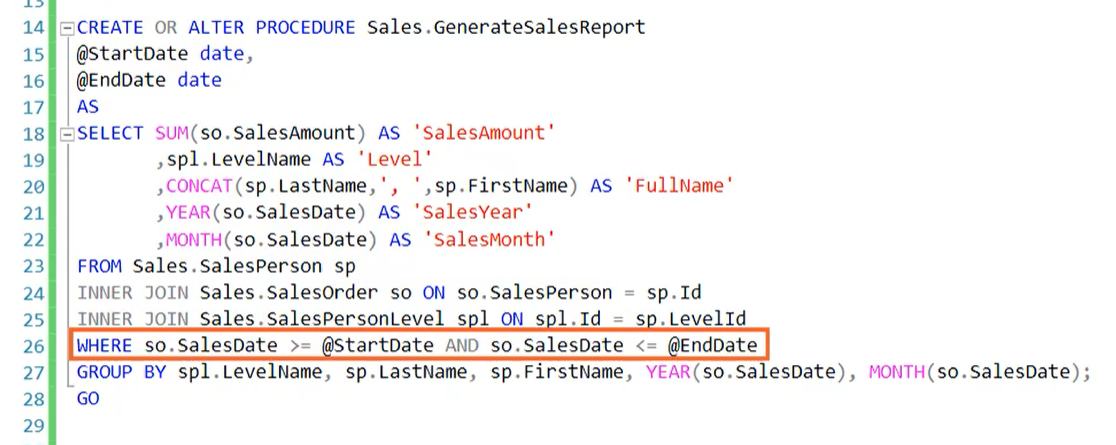 13
14 CREATE OR ALTER PROCEDURE Sales.GenerateSalesReport
15 @StartDate date,
16 @EndDate date
17 AS
18 SELECT SUM(so.SalesAmount) AS 'SalesAmount'
19 ,spl.LevelName AS 'Level'
20 ,CONCAT(sp.LastName,', ',sp.FirstName) AS 'FullName'
21 ,YEAR(so.SalesDate) AS 'SalesYear'
22 ,MONTH(so.SalesDate) AS 'SalesMonth'
23 FROM Sales.SalesPerson sp
24 INNER JOIN Sales.SalesOrder so ON so.SalesPerson = sp.Id
25 INNER JOIN Sales.SalesPersonLevel spl ON spl.Id = sp.LevelId
26 WHERE so.SalesDate >= @StartDate AND so.SalesDate <= @EndDate
27 GROUP BY spl.LevelName, sp.LastName, sp.FirstName, YEAR(so.SalesDate), MONTH(so.SalesDate);
28 GO
29